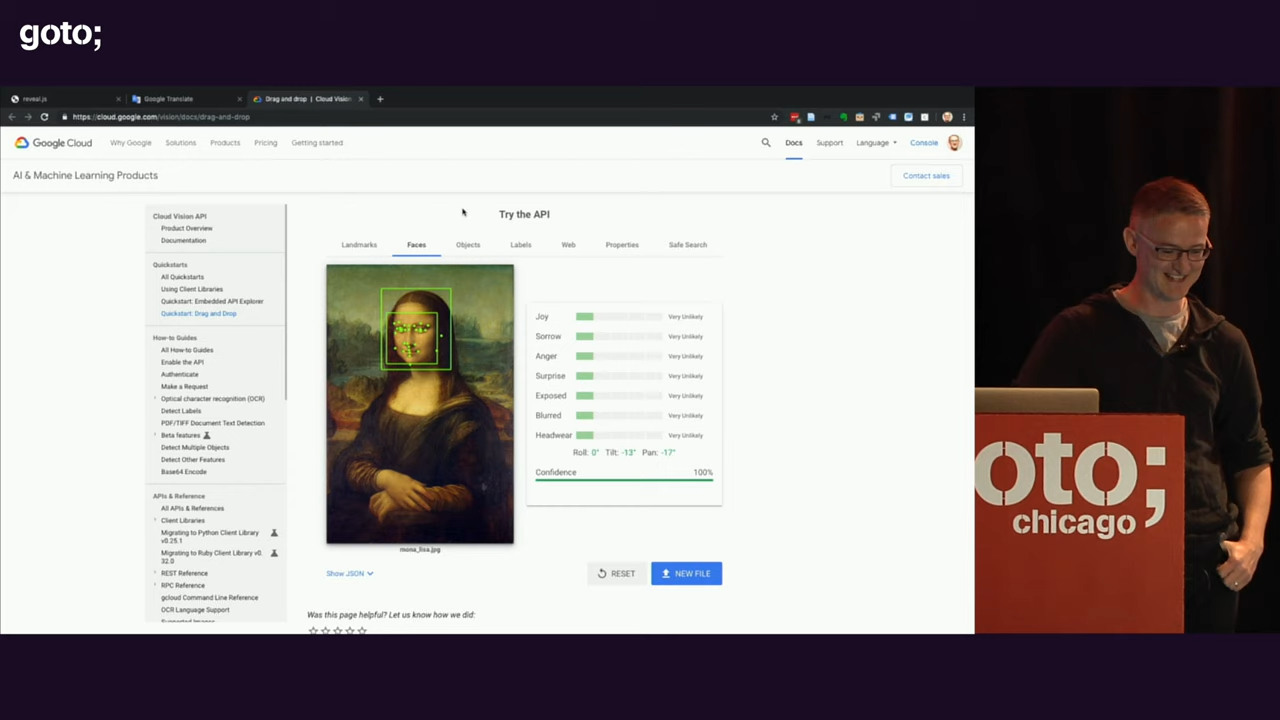 goto;
reveal.js
Google Translate
Drag and drop | Cloud Vision
https://cloud.google.com/vision/docs/drag-and-drop
Google Cloud
Why Google
Solutions
Products
Pricing
Getting started
Docs
Support
Language
Console
AI & Machine Learning Products
Contact sales
Cloud Vision API
Product Overview
Documentation
Quickstarts
All Quickstarts
Using Client Libraries
Quickstart: Embedded API Explorer
Quickstart: Drag and Drop
How-to Guides
All How-to Guides
Enable the API
Authenticate
Make a Request
Optical character recognition (OCR)
Detect Labels
PDF/TIFF Document Text Detection
Beta features
Detect Multiple Objects
Detect Other Features
Base64 Encode
APIs & Reference
All APIs & References
Client Libraries
Migrating to Python Client Library
v0.25.1
Migrating to Ruby Client Library v0.
32.0
REST Reference
RPC Reference
gcloud Command Line Reference
OCR Language Support
Supported Images
Try the API
Landmarks
Faces
Objects
Labels
Web
Properties
Safe Search
Joy Very Unlikely
Sorrow Very Unlikely
Anger Very Unlikely
Surprise Very Unlikely
Exposed Very Unlikely
Blurred Very Unlikely
Headwear Very Unlikely
Roll: 0° Tilt: -13° Pan: -17°
Confidence 100%
mona_lisa.jpg
Show JSON
RESET
NEW FILE
Was this page helpful? Let us know how we did:
oto;
chicago